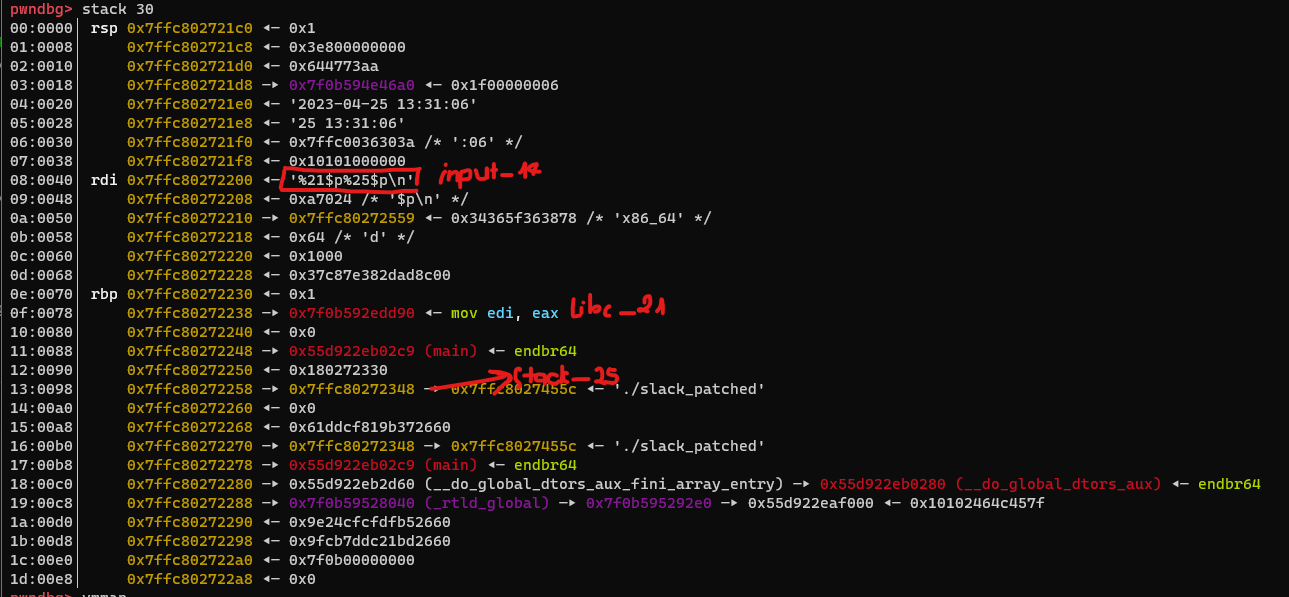 pwndbg> stack 30
00:0000│ rsp 0x7ffc802721c0 ◂— 0x1
01:0008│     0x7ffc802721c8 ◂— 0x3e800000000
02:0010│     0x7ffc802721d0 ◂— 0x644773aa
03:0018│     0x7ffc802721d8 —▸ 0x7f0b594e46a0 ◂— 0x1f00000006
04:0020│     0x7ffc802721e0 ◂— '2023-04-25 13:31:06'
05:0028│     0x7ffc802721e8 ◂— '25 13:31:06'
06:0030│     0x7ffc802721f0 ◂— 0x7ffc0036303a /* ':06' */
07:0038│     0x7ffc802721f8 ◂— 0x10101000000
08:0040│ rdi 0x7ffc80272200 ◂— '%21$p%25$p\n' input_14
09:0048│     0x7ffc80272208 ◂— 0xa7024 /* '$p\n' */
0a:0050│     0x7ffc80272210 —▸ 0x7ffc80272559 ◂— 0x34365f363878 /* 'x86_64' */
0b:0058│     0x7ffc80272218 ◂— 0x64 /* 'd' */
0c:0060│     0x7ffc80272220 ◂— 0x1000
0d:0068│     0x7ffc80272228 ◂— 0x37c87e382dad8c00
0e:0070│ rbp 0x7ffc80272230 ◂— 0x1
0f:0078│     0x7ffc80272238 —▸ 0x7f0b592edd90 ◂— mov edi, eax Libc_21
10:0080│     0x7ffc80272240 ◂— 0x0
11:0088│     0x7ffc80272248 —▸ 0x55d922eb02c9 (main) ◂— endbr64
12:0090│     0x7ffc80272250 ◂— 0x180272330 Stack_25
13:0098│     0x7ffc80272258 —▸ 0x7ffc80272348 —▸ 0x7ffc8027455c ◂— './slack_patched'
14:00a0│     0x7ffc80272260 ◂— 0x0
15:00a8│     0x7ffc80272268 ◂— 0x61ddcf819b372660
16:00b0│     0x7ffc80272270 —▸ 0x7ffc80272348 —▸ 0x7ffc8027455c ◂— './slack_patched'
17:00b8│     0x7ffc80272278 —▸ 0x55d922eb02c9 (main) ◂— endbr64
18:00c0│     0x7ffc80272280 —▸ 0x55d922eb2d60 (__do_global_dtors_aux_fini_array_entry) —▸ 0x55d922eb0280 (__do_global_dtors_aux) ◂— endbr64
19:00c8│     0x7ffc80272288 —▸ 0x7f0b59528040 (_rtld_global) —▸ 0x7f0b595292e0 —▸ 0x55d922eaf000 ◂— 0x10102464c457f
1a:00d0│     0x7ffc80272290 ◂— 0x9e24cfcfdfb52660
1b:00d8│     0x7ffc80272298 ◂— 0x9fcb7ddc21bd2660
1c:00e0│     0x7ffc802722a0 ◂— 0x7f0b00000000
1d:00e8│     0x7ffc802722a8 ◂— 0x0